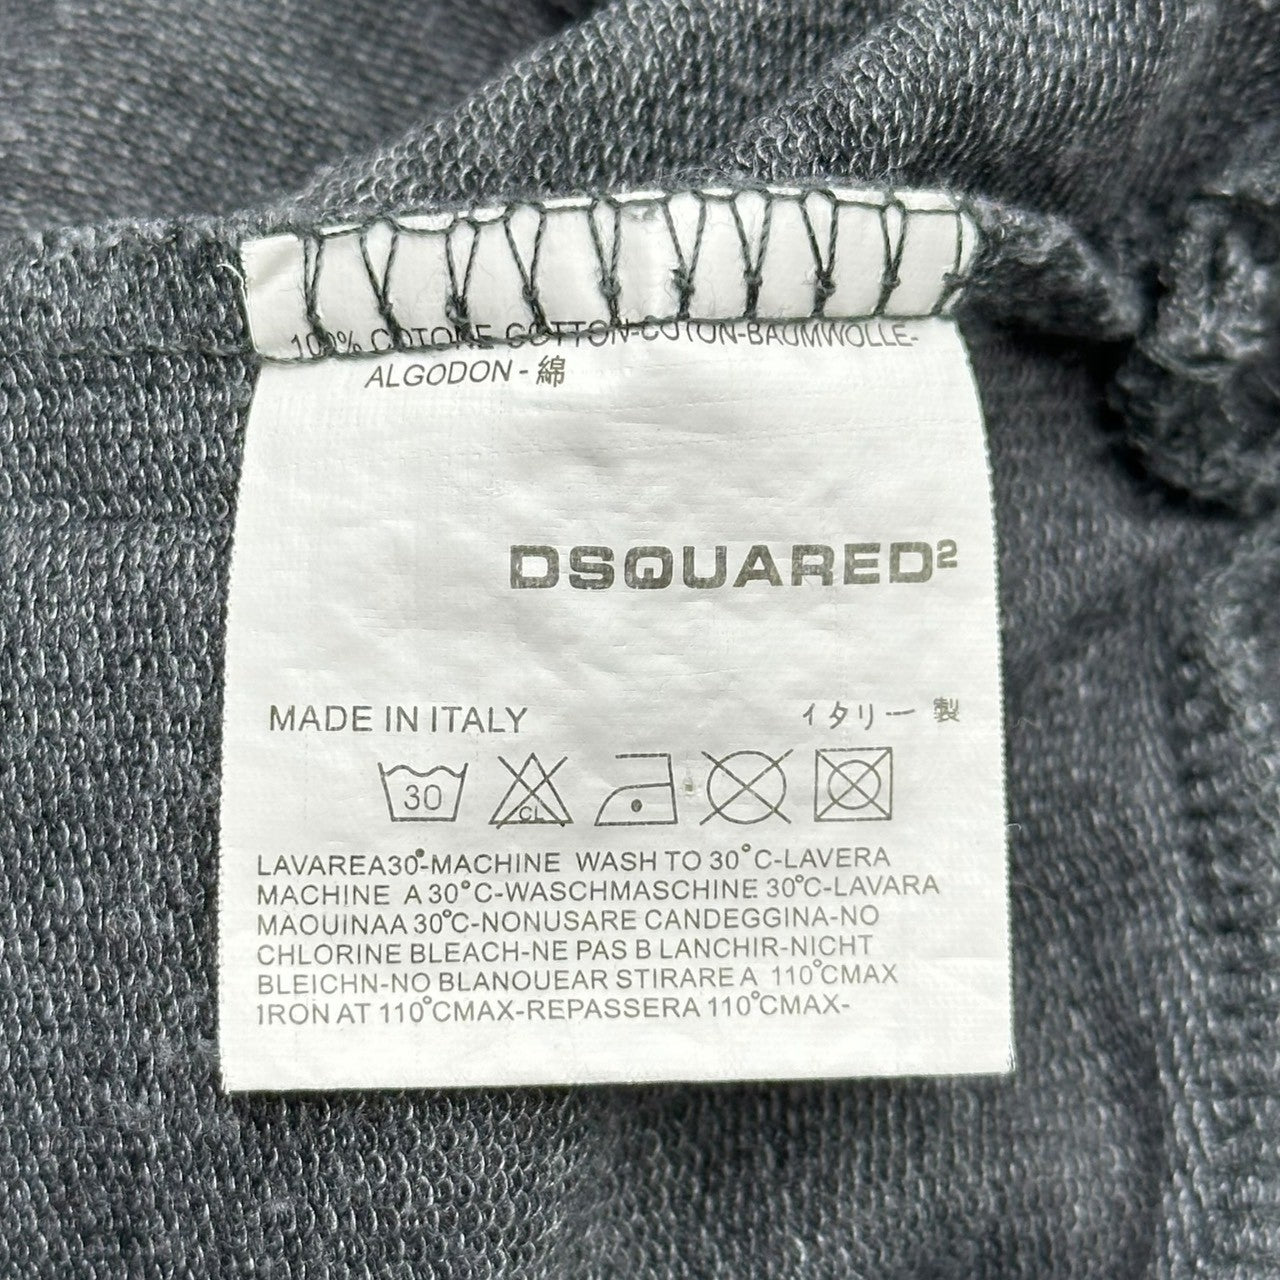 100% COTONE COTTON-COTON-BAUMWOLLE-
ALGODON - 綿
DSQUARED²
MADE IN ITALY イタリー 製
30 CL
LAVAREA30°-MACHINE WASH TO 30°C-LAVERA
MACHINE A 30°C-WASCHMASCHINE 30°C-LAVARA
MAOUINAA 30°C-NONUSARE CANDEGGINA-NO
CHLORINE BLEACH-NE PAS B LANCHIR-NICHT
BLEICHN-NO BLANOUEAR STIRARE A 110°CMAX
IRON AT 110°CMAX-REPASSERA 110°CMAX-